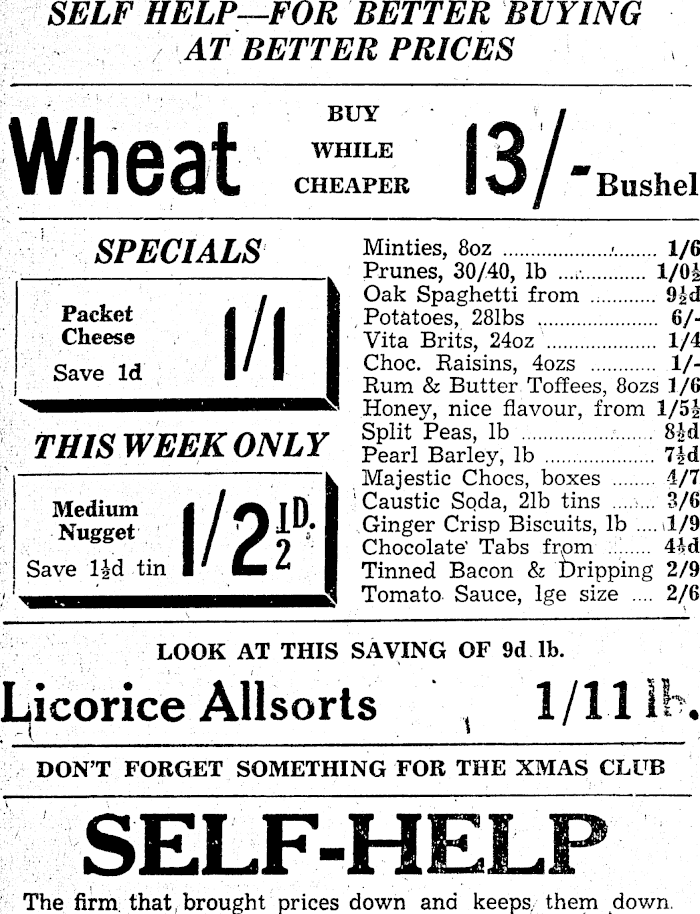 SELF HELP—FOR BETTER BUYING
AT BETTER PRICES
Wheat
BUY
WHILE
CHEAPER
13/- Bushel
SPECIALS
Packet
Cheese
Save 1d
1/1
THIS WEEK ONLY
Medium
Nugget
Save 1½d tin
1/2½D.
Minties, 8oz ........................ 1/6
Prunes, 30/40, lb .............. 1/0½
Oak Spaghetti from ........... 9½d
Potatoes, 28lbs ................... 6/-
Vita Brits, 24oz ................... 1/4
Choc. Raisins, 4ozs ............ 1/-
Rum & Butter Toffees, 8ozs 1/6
Honey, nice flavour, from 1/5½
Split Peas, lb ..................... 8½d
Pearl Barley, lb .................. 7½d
Majestic Chocs, boxes ....... 4/7
Caustic Soda, 2lb tins ....... 3/6
Ginger Crisp Biscuits, lb .... 1/9
Chocolate Tabs from ....... 4½d
Tinned Bacon & Dripping 2/9
Tomato Sauce, lge size .... 2/6
LOOK AT THIS SAVING OF 9d lb.
Licorice Allsorts 1/11 lb.
DON'T FORGET SOMETHING FOR THE XMAS CLUB
SELF-HELP
The firm that brought prices down and keeps them down.